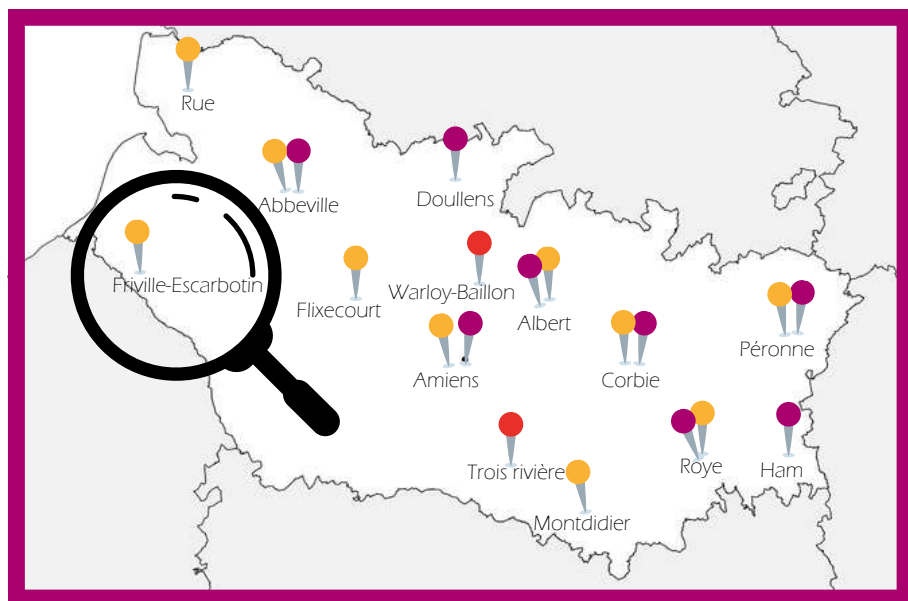 Rue
Abbeville
Doullens
Friville-Escarbotin
Flixecourt
Warloy-Baillon
Albert
Amiens
Corbie
Péronne
Trois rivière
Roye
Ham
Montdidier